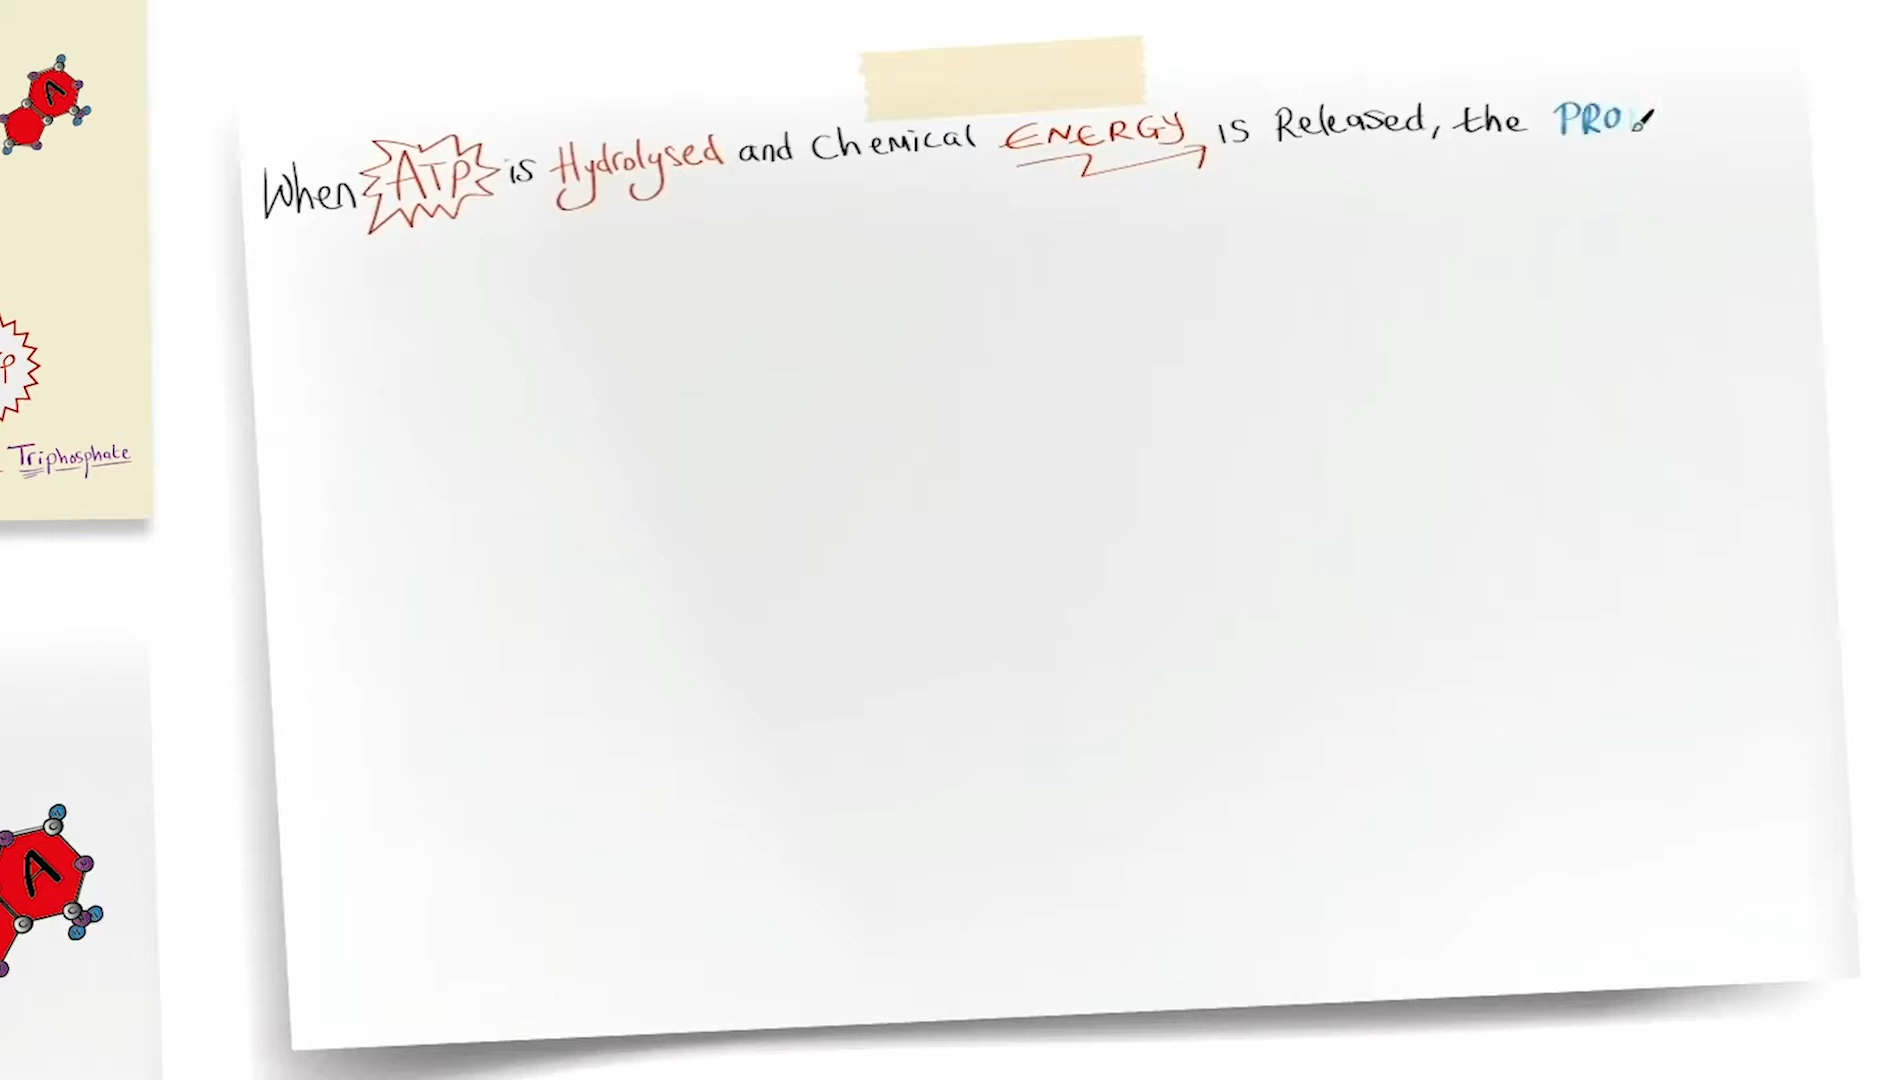 When ATP is Hydrolysed and Chemical ENERGY is Released, the PRO
A
P
Triphosphate
A